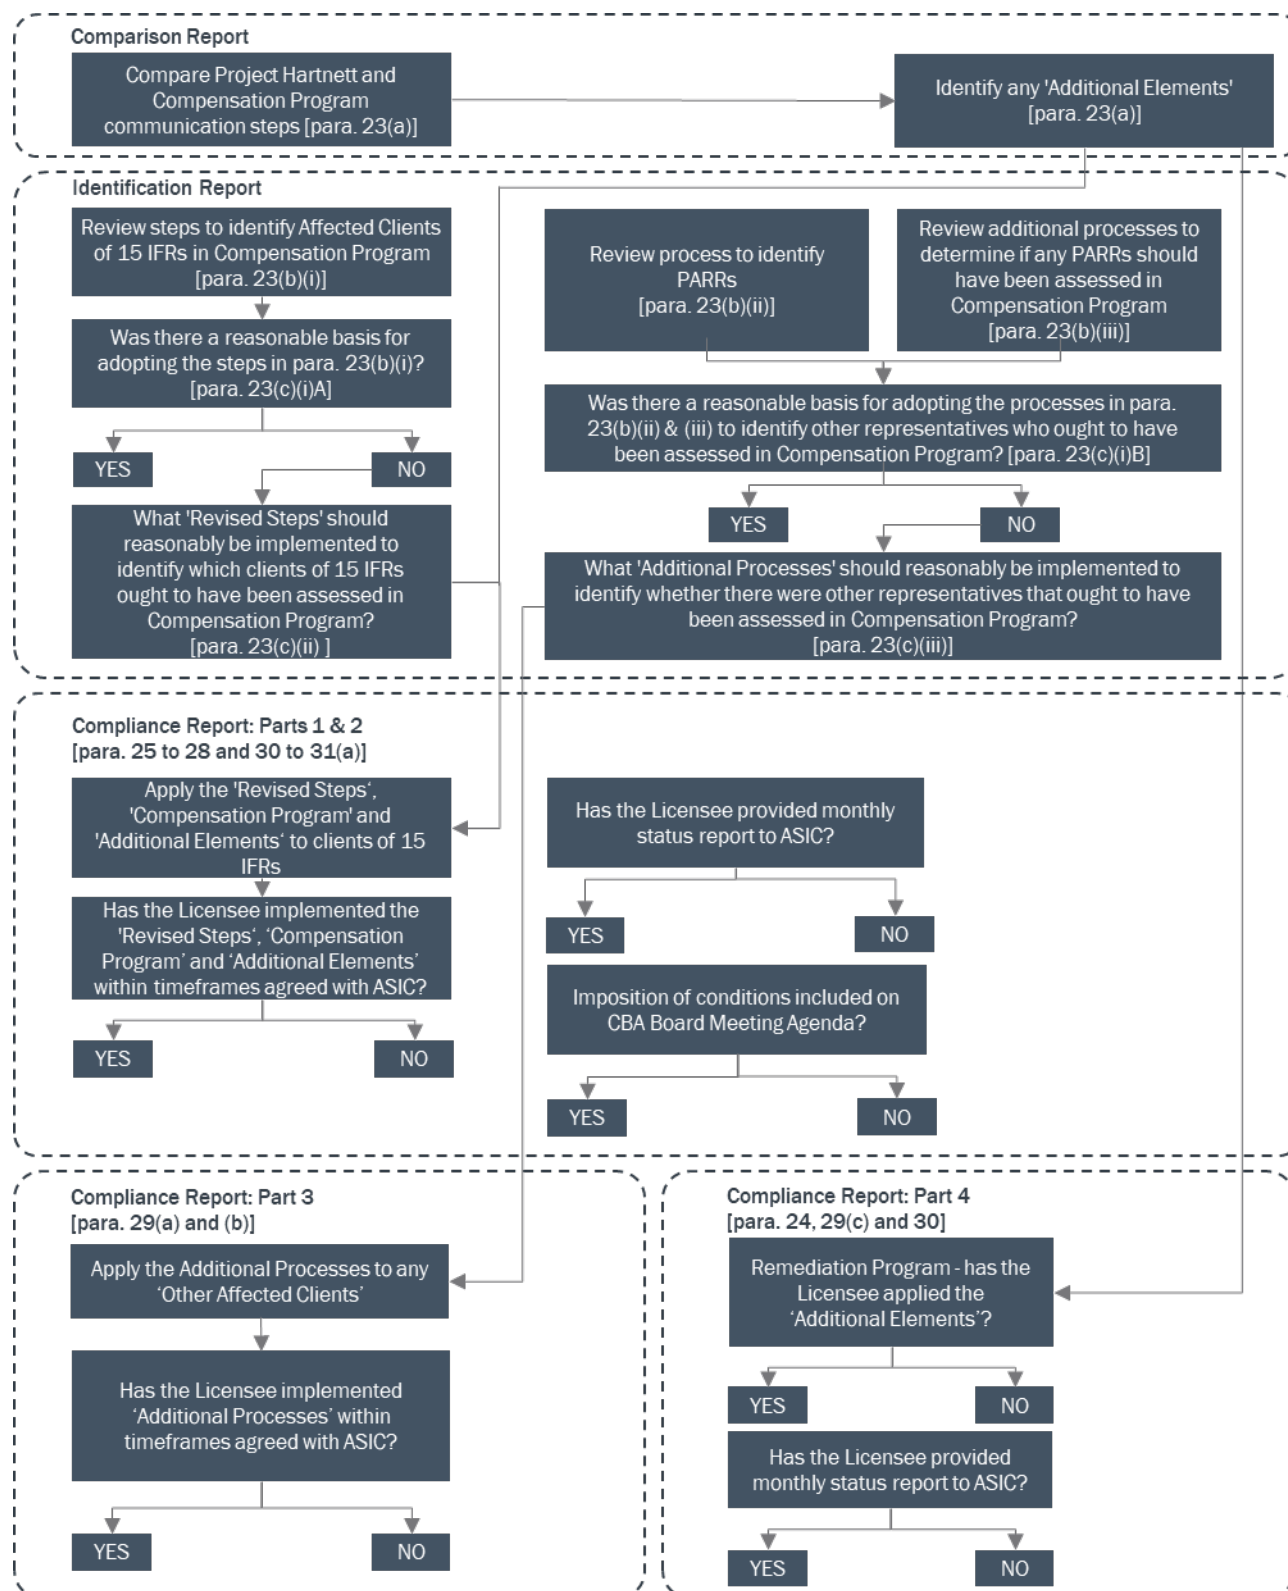 Comparison Report
Compare Project Hartnett and
Compensation Program
communication steps [para. 23(a)]
Identify any 'Additional Elements'
[para. 23(a)]
Identification Report
Review steps to identify Affected Clients
of 15 IFRs in Compensation Program
[para. 23(b)(i)]
Was there a reasonable basis for
adopting the steps in para. 23(b)(i)?
[para. 23(c)(i)A]
YES
NO
What 'Revised Steps' should
reasonably be implemented to
identify which clients of 15 IFRs
ought to have been assessed in
Compensation Program?
[para. 23(c)(ii) ]
Review process to identify
PARRs
[para. 23(b)(ii)]
Review additional processes to
determine if any PARRs should
have been assessed in
Compensation Program
[para. 23(b)(iii)]
Was there a reasonable basis for adopting the processes in para.
23(b)(ii) & (iii) to identify other representatives who ought to have
been assessed in Compensation Program? [para. 23(c)(i)B]
YES
NO
What 'Additional Processes' should reasonably be implemented to
identify whether there were other representatives that ought to have
been assessed in Compensation Program?
[para. 23(c)(iii)]
Compliance Report: Parts 1 & 2
[para. 25 to 28 and 30 to 31(a)]
Apply the 'Revised Steps‘,
'Compensation Program' and
'Additional Elements‘ to clients of 15
IFRs
Has the Licensee implemented the
'Revised Steps‘, ‘Compensation
Program’ and ‘Additional Elements’
within timeframes agreed with ASIC?
YES
NO
Has the Licensee provided monthly
status report to ASIC?
YES
NO
Imposition of conditions included on
CBA Board Meeting Agenda?
YES
NO
Compliance Report: Part 3
[para. 29(a) and (b)]
Apply the Additional Processes to any
‘Other Affected Clients’
Has the Licensee implemented
‘Additional Processes’ within
timeframes agreed with ASIC?
YES
NO
Compliance Report: Part 4
[para. 24, 29(c) and 30]
Remediation Program - has the
Licensee applied the
‘Additional Elements’?
YES
NO
Has the Licensee provided
monthly status report to ASIC?
YES
NO